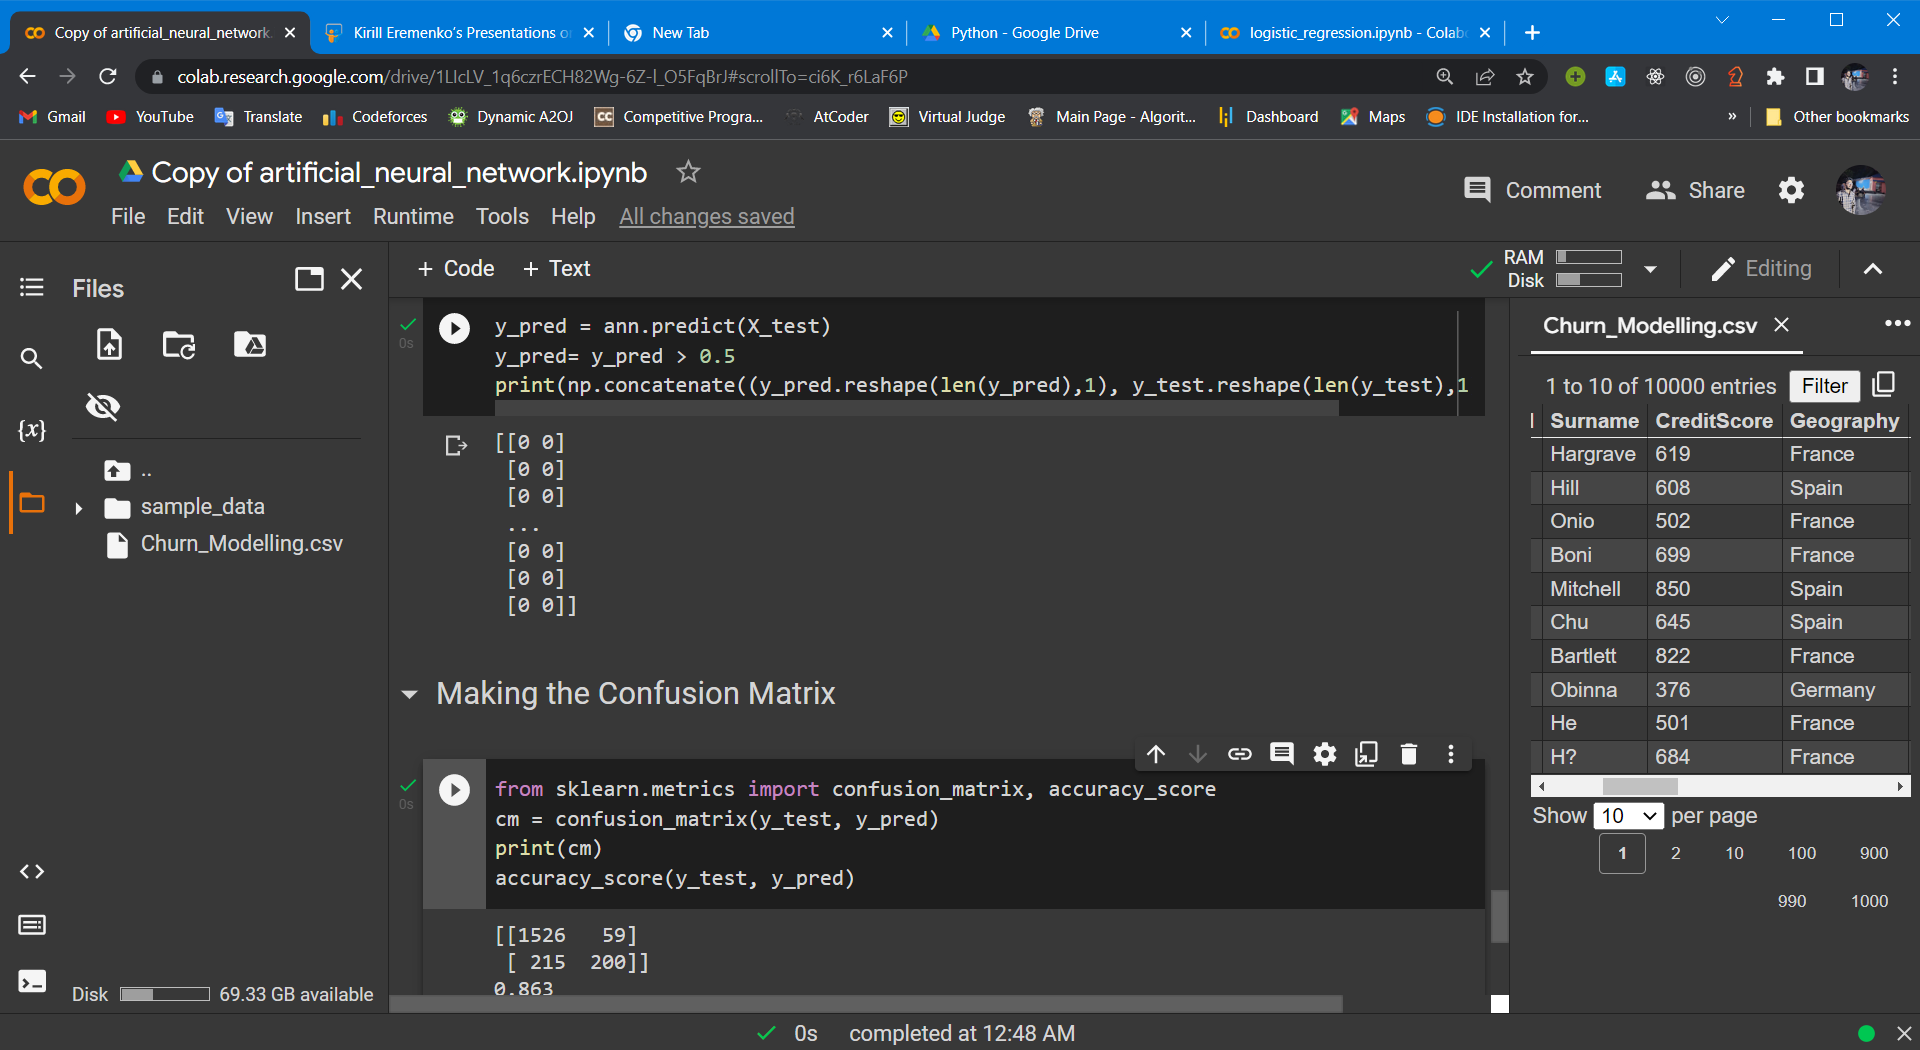 Copy of artificial_neural_network.
Kirill Eremenko's Presentations o
New Tab
Python - Google Drive
logistic_regression.ipynb - Colab
colab.research.google.com/drive/1LIcLV_1q6czrECH82Wg-6Z-l_O5FqBrJ#scrollTo=ci6K_r6LaF6P
Gmail
YouTube
Translate
Codeforces
Dynamic A2OJ
CC
Competitive Progra...
AtCoder
Virtual Judge
Main Page - Algorit...
Dashboard
Maps
IDE Installation for...
»
Other bookmarks
Copy of artificial_neural_network.ipynb
File Edit View Insert Runtime Tools Help All changes saved
Comment
Share
Files
+ Code + Text
RAM
Disk
Editing
{x}
..
sample_data
Churn_Modelling.csv
Disk 69.33 GB available
0s
y_pred = ann.predict(X_test)
y_pred= y_pred > 0.5
print(np.concatenate((y_pred.reshape(len(y_pred),1), y_test.reshape(len(y_test),1
[[0 0]
[0 0]
[0 0]
...
[0 0]
[0 0]
[0 0]]
Making the Confusion Matrix
0s
from sklearn.metrics import confusion_matrix, accuracy_score
cm = confusion_matrix(y_test, y_pred)
print(cm)
accuracy_score(y_test, y_pred)
[[1526 59]
[ 215 200]]
0.863
Churn_Modelling.csv
1 to 10 of 10000 entries Filter
Surname CreditScore Geography
Hargrave 619 France
Hill 608 Spain
Onio 502 France
Boni 699 France
Mitchell 850 Spain
Chu 645 Spain
Bartlett 822 France
Obinna 376 Germany
He 501 France
H? 684 France
Show 10 per page
1 2 10 100 900
990 1000
0s completed at 12:48 AM